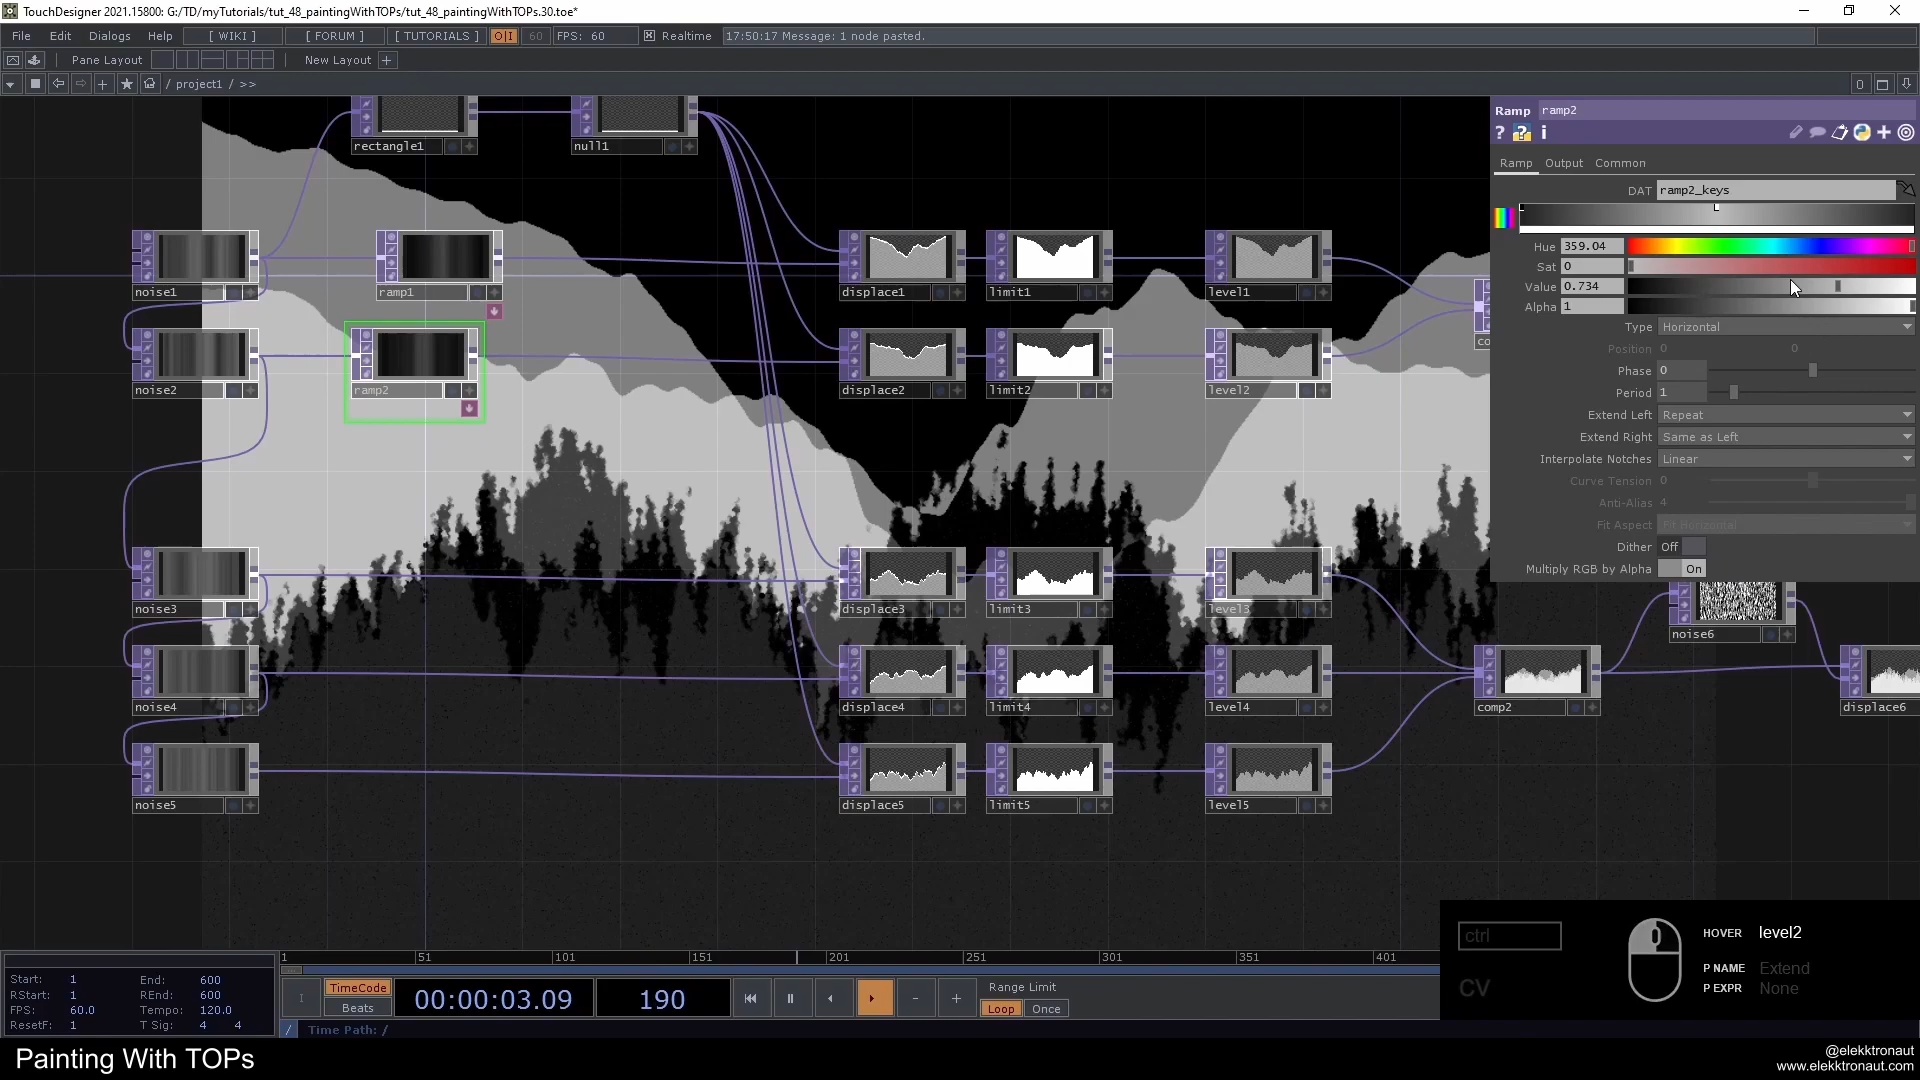 TouchDesigner 2021.15800: G:/TD/myTutorials/tut_48_paintingWithTOPs/tut_48_paintingWithTOPs.30.toe*
File Edit Dialogs Help [ WIKI ] [ FORUM ] [ TUTORIALS ] O|I 60 FPS: 60 Realtime 17:50:17 Message: 1 node pasted.
Pane Layout New Layout +
/ project1 / >> 0
Ramp ramp2
? ? i
Ramp Output Common
DAT ramp2_keys
Hue 359.04
Sat 0
Value 0.734
Alpha 1
Type Horizontal
Position 0 0
Phase 0
Period 1
Extend Left Repeat
Extend Right Same as Left
Interpolate Notches Linear
Curve Tension 0
Anti-Alias 4
Fit Aspect Fit Horizontal
Dither Off
Multiply RGB by Alpha On
rectangle1 null1
noise1 ramp1 displace1 limit1 level1
co
noise2 ramp2 displace2 limit2 level2
noise3 displace3 limit3 level3
noise6
noise4 displace4 limit4 level4 comp2 displace6
noise5 displace5 limit5 level5
ctrl
CV
HOVER level2
P NAME Extend
P EXPR None
1 51 101 151 201 251 301 351 401
Start: 1 End: 600
RStart: 1 REnd: 600
FPS: 60.0 Tempo: 120.0
ResetF: 1 T Sig: 4 4
TimeCode
Beats
00:00:03.09 190
Range Limit
Loop Once
/ Time Path: /
Painting With TOPs
@elekktronaut
www.elekktronaut.com